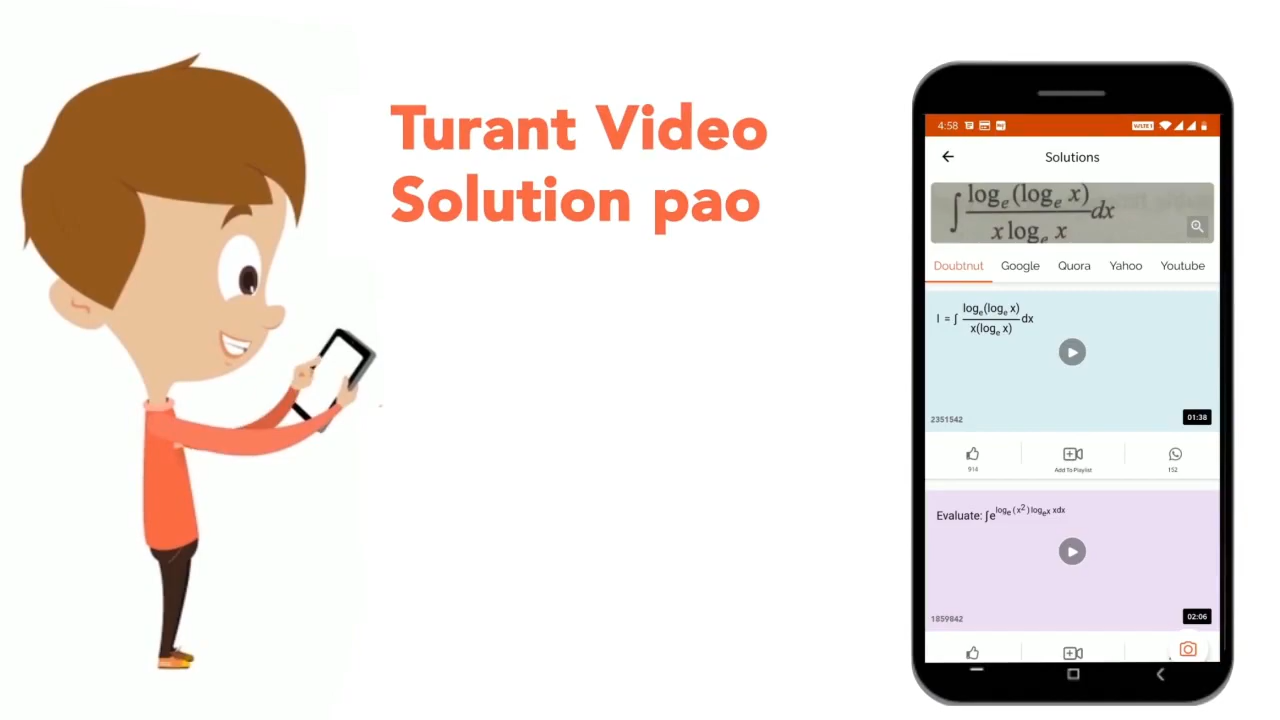 Turant Video
Solution pao
4:58
VoLTE
Solutions
∫ logₑ(logₑ x) / x logₑ x dx
Doubtnut Google Quora Yahoo Youtube
I = ∫ logₑ(logₑ x) / x(logₑ x) dx
2351542 01:38
914 Add To Playlist 152
Evaluate: ∫e^logₑ(x²)logₑx xdx
1859842 02:06